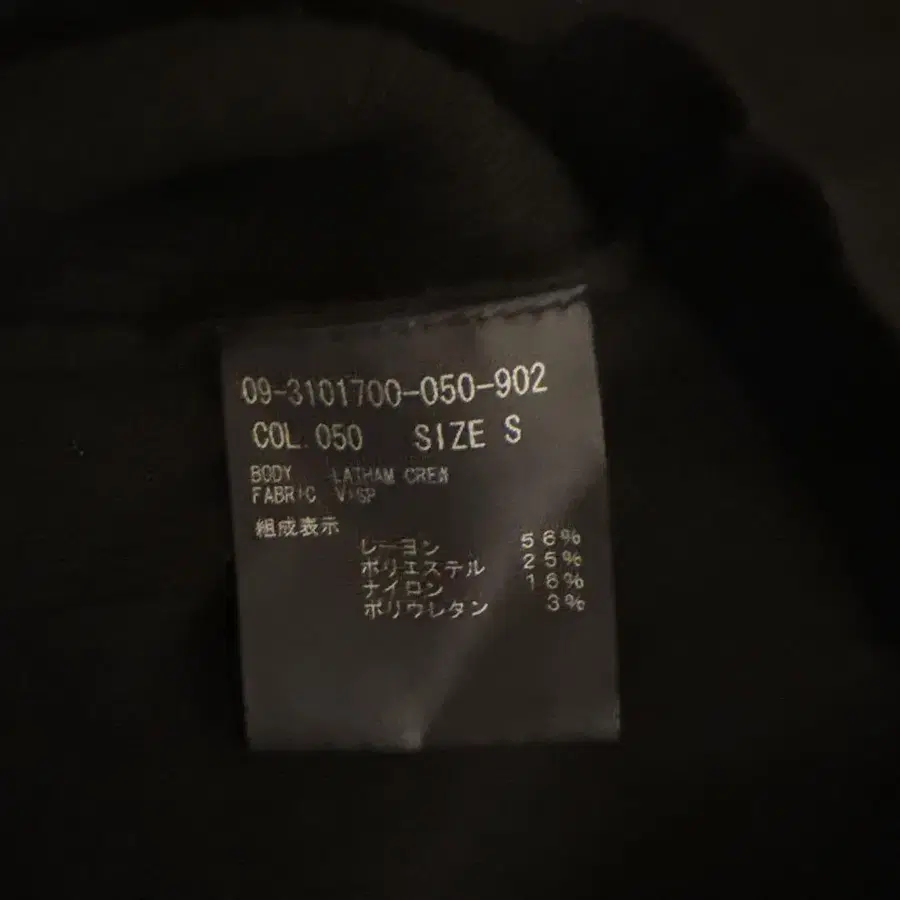 09-3101700-050-902
COL.050 SIZE S
BODY LATHAM CREW
FABRIC V:SP
組成表示
レーヨン 56%
ポリエステル 25%
ナイロン 16%
ポリウレタン 3%